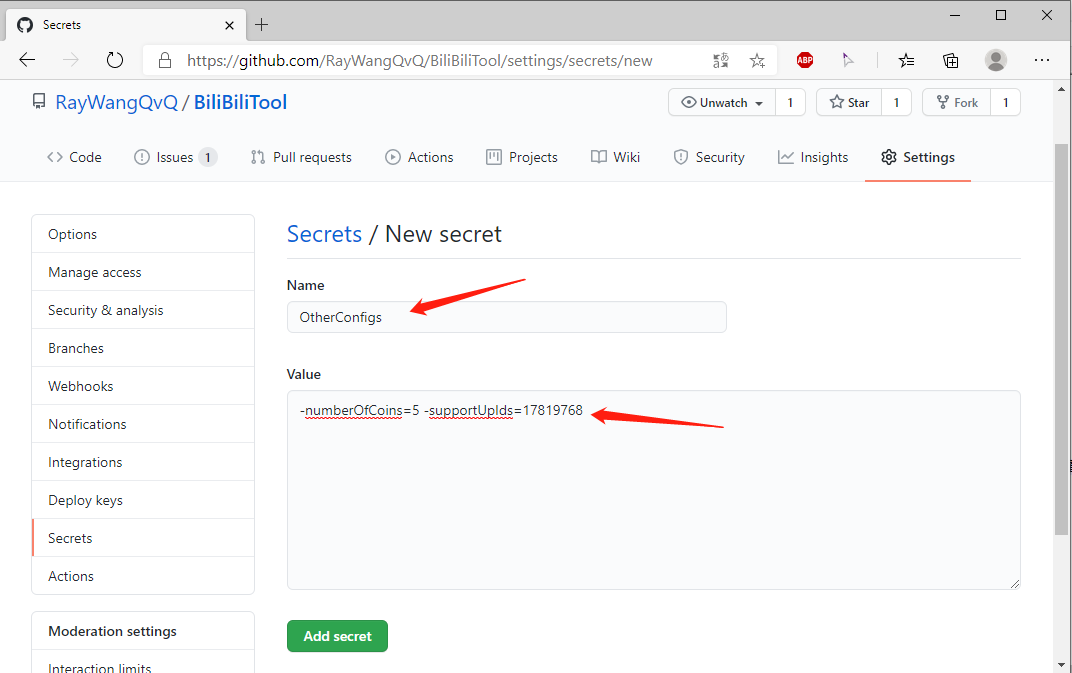 Secrets
https://github.com/RayWangQvQ/BiliBiliTool/settings/secrets/new
ABP
RayWangQvQ / BiliBiliTool
Unwatch 1
Star 1
Fork 1
Code
Issues 1
Pull requests
Actions
Projects
Wiki
Security
Insights
Settings
Options
Manage access
Security & analysis
Branches
Webhooks
Notifications
Integrations
Deploy keys
Secrets
Actions
Moderation settings
Interaction limits
Secrets / New secret
Name
OtherConfigs
Value
-numberOfCoins=5 -supportUpIds=17819768
Add secret